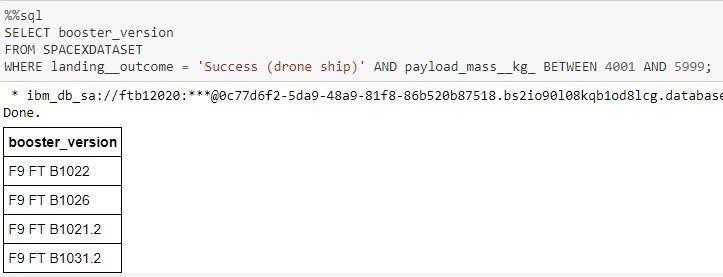 %%sql
SELECT booster_version
FROM SPACEXDATASET
WHERE landing__outcome = 'Success (drone ship)' AND payload_mass__kg_ BETWEEN 4001 AND 5999;
* ibm_db_sa://ftb12020:***@0c77d6f2-5da9-48a9-81f8-86b520b87518.bs2io90l08kqb1od8lcg.database
Done.
booster_version
F9 FT B1022
F9 FT B1026
F9 FT B1021.2
F9 FT B1031.2